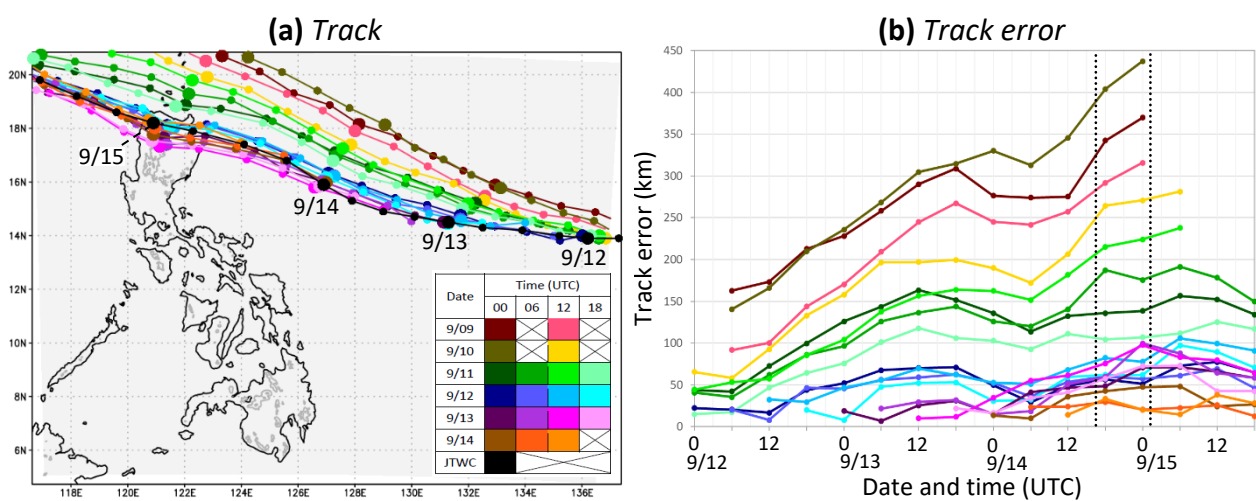 (a) Track
20N
18N
16N
14N
12N
10N
8N
6N
118E 120E 122E 124E 126E 128E 130E 132E 134E 136E
9/15
9/14
9/13
9/12
Date Time (UTC)
00 06 12 18
9/09
9/10
9/11
9/12
9/13
9/14
JTWC
(b) Track error
Track error (km)
450
400
350
300
250
200
150
100
50
0
0 12 0 12 0 12 0 12
9/12 9/13 9/14 9/15
Date and time (UTC)